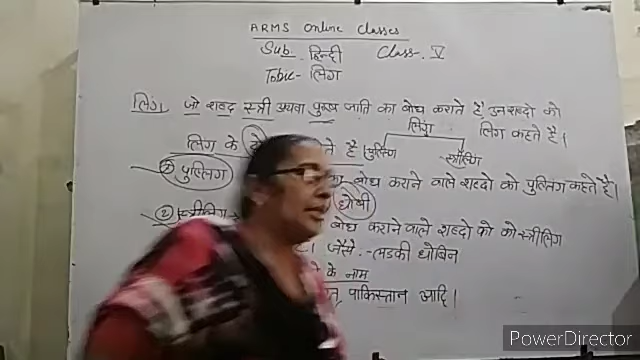 ARMS Online Classes
Sub. हिन्दी Class-. V
Topic- लिंग
लिंग जो शब्द स्त्री अथवा पुरुष जाति का बोध कराते हैं, उन शब्दो को
लिंग कहते है।
लिंग
लिंग के दो ते है। पुल्लिंग स्त्रीलिंग
① पुल्लिंग का बोध कराने वाले शब्दो को पुल्लिंग कहते है।
धोबी
② स्त्रीलिंग बोध कराने वाले शब्दो को को स्त्रीलिंग
जैसे. - लडकी धोबिन
के नाम
पाकिस्तान आदि।
PowerDirector